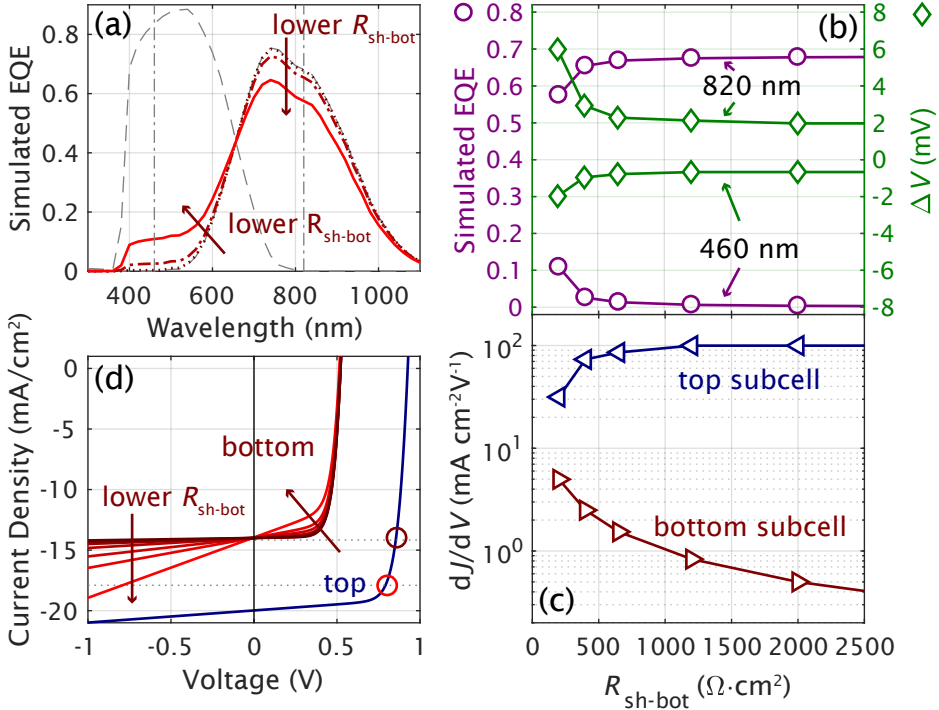 (a)
lower Rsh-bot
lower Rsh-bot
Simulated EQE
0.8
0.6
0.4
0.2
0
400
600
800
1000
Wavelength (nm)
(b)
Simulated EQE
0.8
0.7
0.6
0.5
0.4
0.3
0.2
0.1
0
820 nm
460 nm
ΔV (mV)
8
6
4
2
0
-2
-4
-6
-8
(d)
Current Density (mA/cm²)
0
-5
-10
-14
-15
-18
-20
bottom
lower Rsh-bot
top
-1
-0.5
0
0.5
1
Voltage (V)
(c)
dJ/dV (mA cm⁻²V⁻¹)
10²
10¹
10⁰
top subcell
bottom subcell
0
500
1000
1500
2000
2500
Rsh-bot (Ω·cm²)